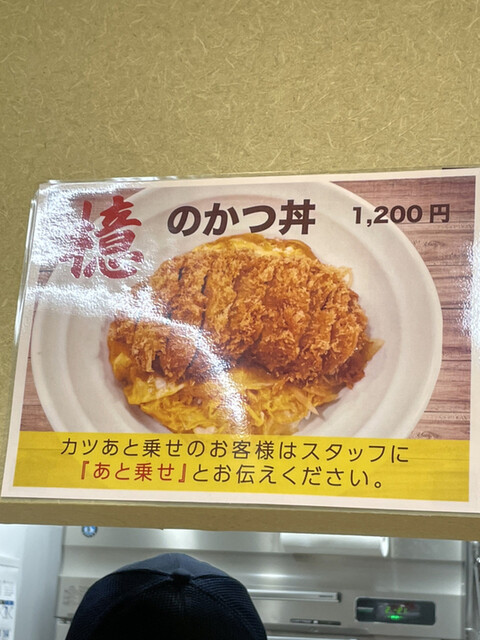 憶 のかつ丼 1,200円
カツあと乗せのお客様はスタッフに
『あと乗せ』とお伝えください。